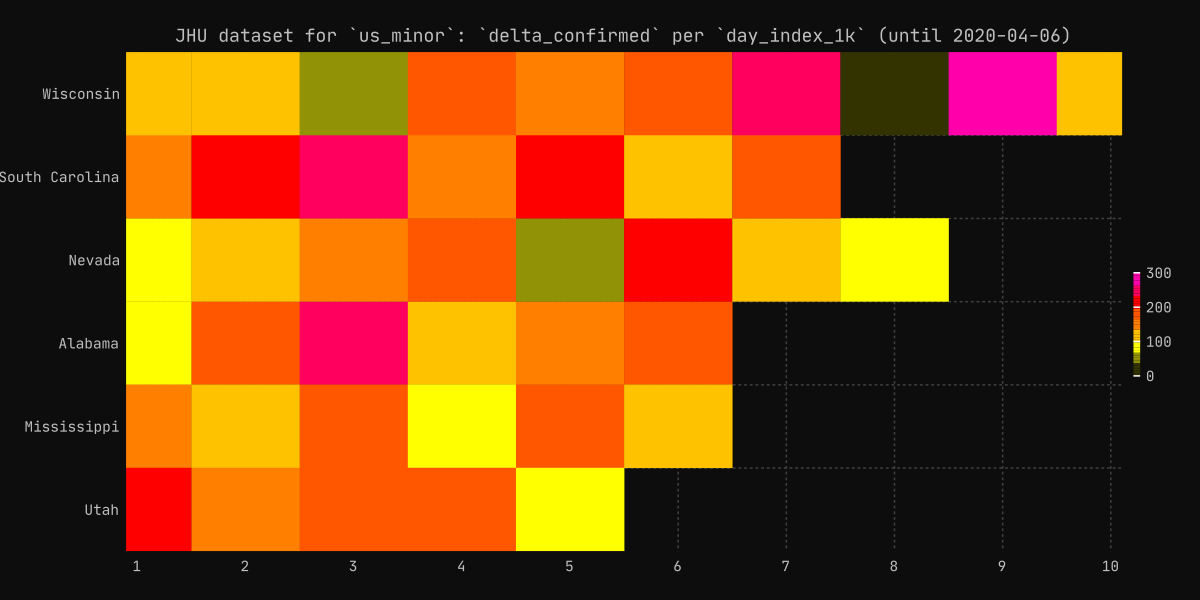 JHU dataset for `us_minor`: `delta_confirmed` per `day_index_1k` (until 2020-04-06)
Wisconsin
South Carolina
Nevada
Alabama
Mississippi
Utah
300
200
100
0
1 2 3 4 5 6 7 8 9 10